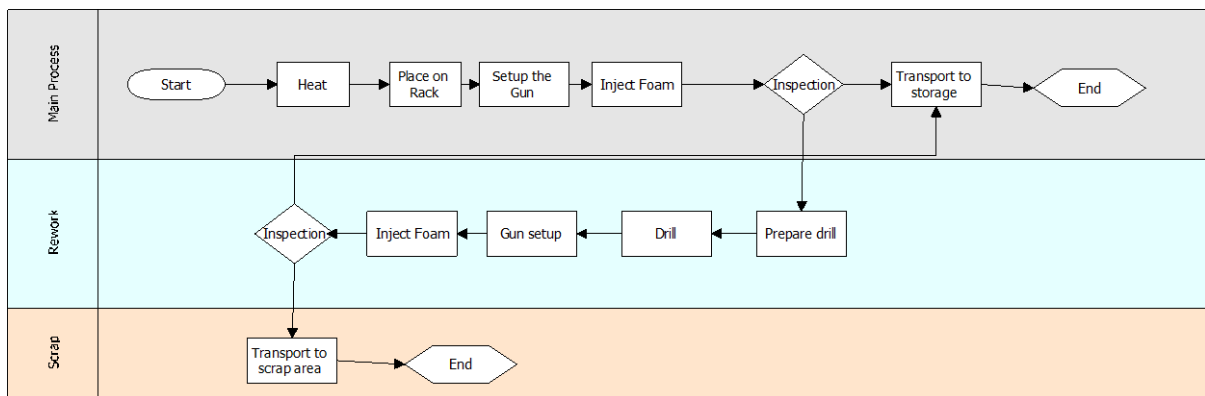 Main Process
Start
Heat
Place on
Rack
Setup the
Gun
Inject Foam
Inspection
Transport to
storage
End
Rework
Inspection
Inject Foam
Gun setup
Drill
Prepare drill
Scrap
Transport to
scrap area
End